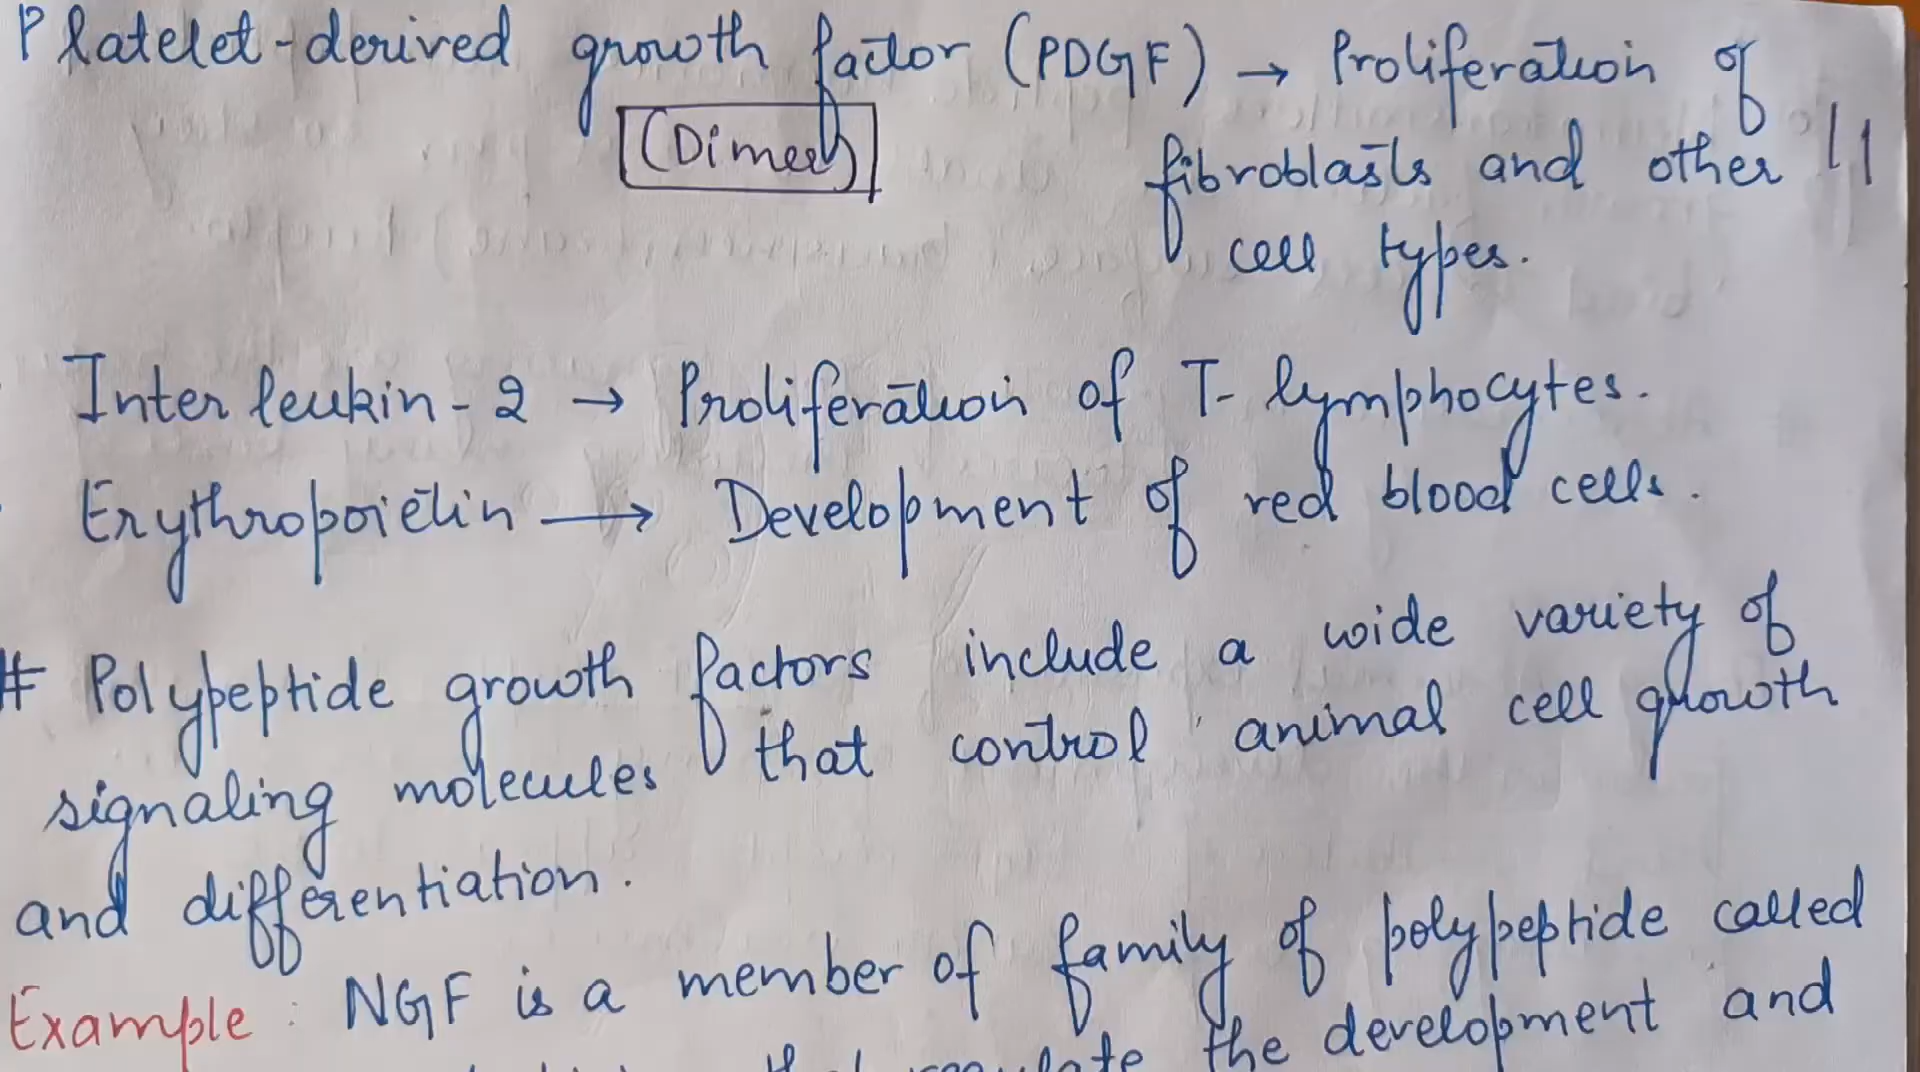 Platelet-derived growth factor (PDGF) → Proliferation of
(Dimer)
fibroblasts and other
cell types.
Interleukin-2 → Proliferation of T-lymphocytes.
Erythropoietin → Development of red blood cells.
# Polypeptide growth factors include a wide variety of
signaling molecules that control animal cell growth
and differentiation.
Example: NGF is a member of family of polypeptide called
that regulate the development and